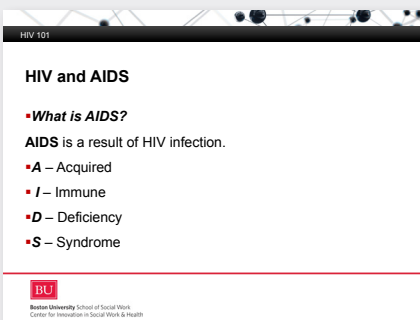 HIV 101
HIV and AIDS
▪What is AIDS?
AIDS is a result of HIV infection.
▪A – Acquired
▪ I – Immune
▪D – Deficiency
▪S – Syndrome
BU
Boston University School of Social Work
Center for Innovation in Social Work & Health